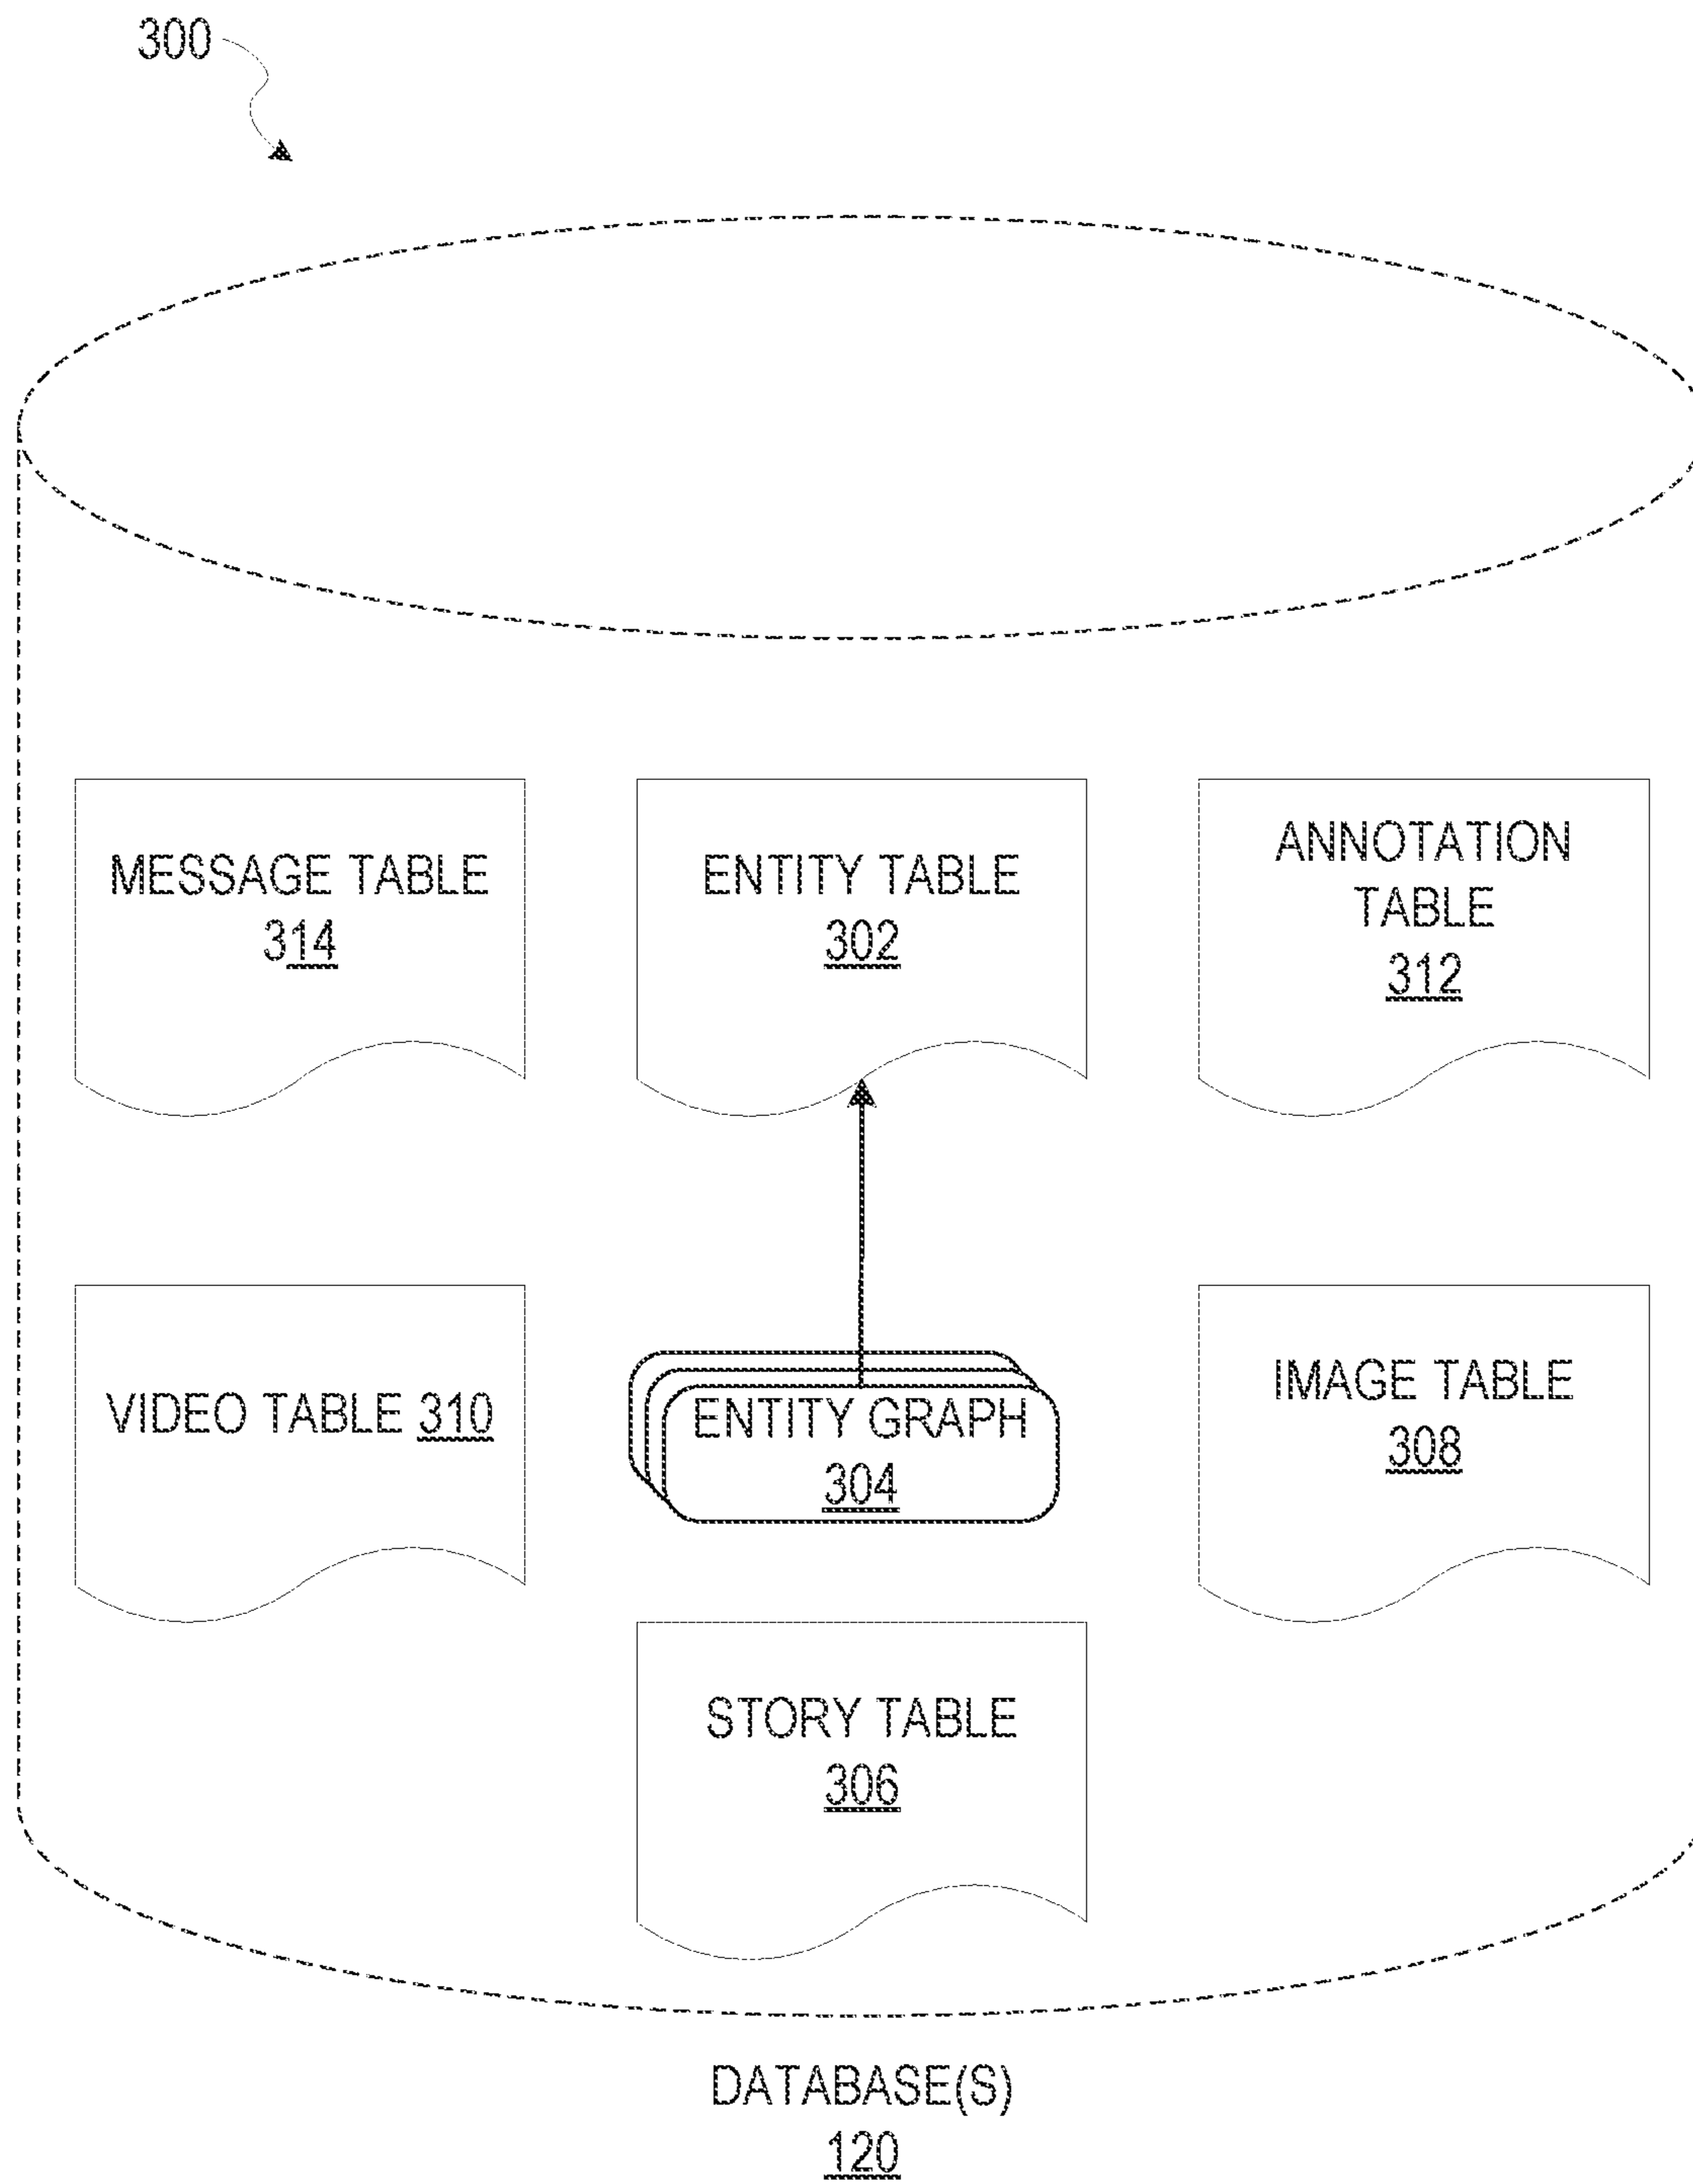 300
MESSAGE TABLE
314
ENTITY TABLE
302
ANNOTATION
TABLE
312
VIDEO TABLE 310
ENTITY GRAPH
304
IMAGE TABLE
308
STORY TABLE
306
DATABASE(S)
120